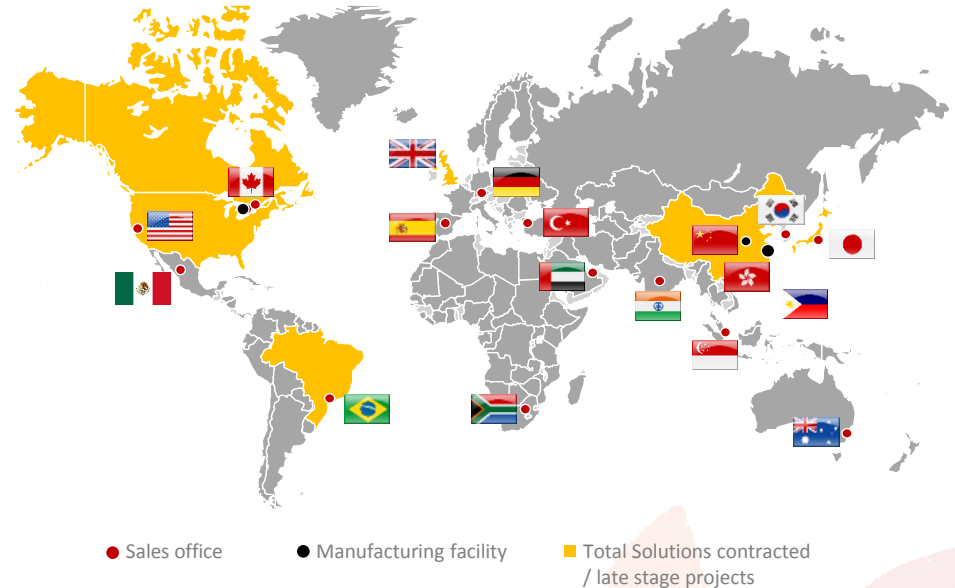 Sales office
Manufacturing facility
Total Solutions contracted
/ late stage projects